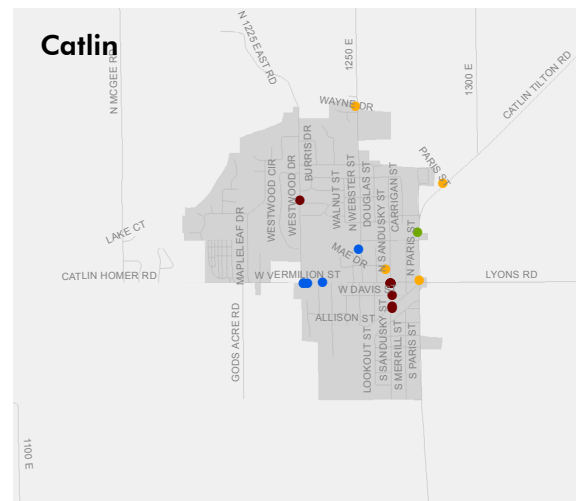 Catlin
N MCGEE RD
N 1225 EAST RD
1250 E
1300 E
CATLIN TILTON RD
WAYNE DR
PARIS ST
BURRIS DR
WESTWOOD DR
WESTWOOD CIR
WALNUT ST
N WEBSTER ST
DOUGLAS ST
CARRIGAN ST
N SANDUSKY ST
N PARIS ST
MAPLELEAF DR
LAKE CT
MAE DR
CATLIN HOMER RD
W VERMILION ST
LYONS RD
W DAVIS
ALLISON ST
GODS ACRE RD
LOOKOUT ST
S SANDUSKY ST
S MERRILL ST
S PARIS ST
1100 E